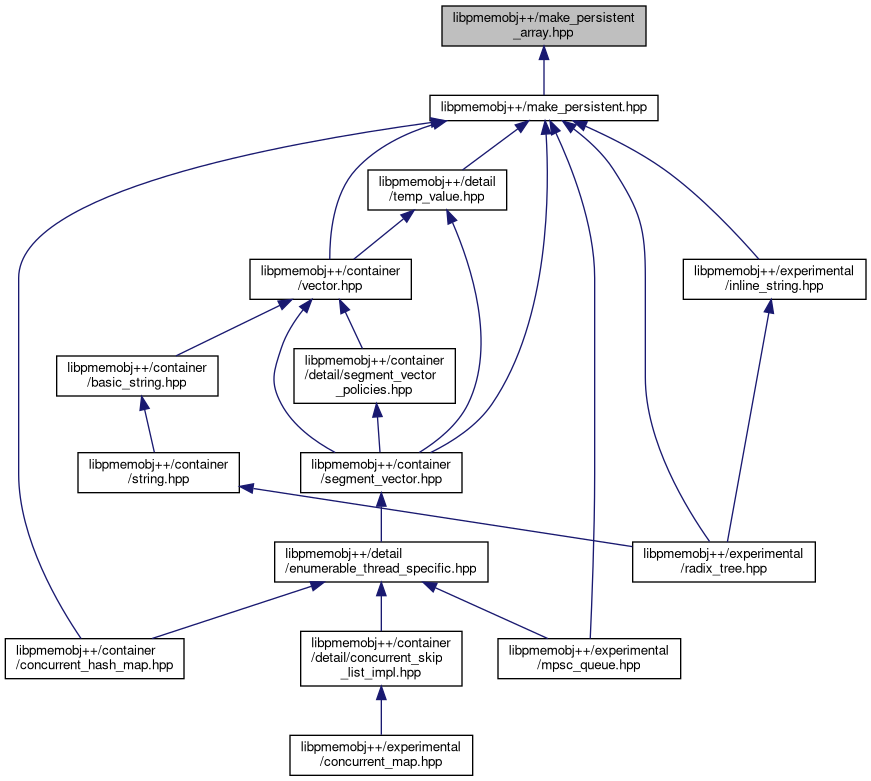 libpmemobj++/make_persistent
_array.hpp
libpmemobj++/make_persistent.hpp
libpmemobj++/detail
/temp_value.hpp
libpmemobj++/container
/vector.hpp
libpmemobj++/experimental
/inline_string.hpp
libpmemobj++/container
/basic_string.hpp
libpmemobj++/container
/detail/segment_vector
_policies.hpp
libpmemobj++/container
/string.hpp
libpmemobj++/container
/segment_vector.hpp
libpmemobj++/detail
/enumerable_thread_specific.hpp
libpmemobj++/experimental
/radix_tree.hpp
libpmemobj++/container
/concurrent_hash_map.hpp
libpmemobj++/container
/detail/concurrent_skip
_list_impl.hpp
libpmemobj++/experimental
/mpsc_queue.hpp
libpmemobj++/experimental
/concurrent_map.hpp